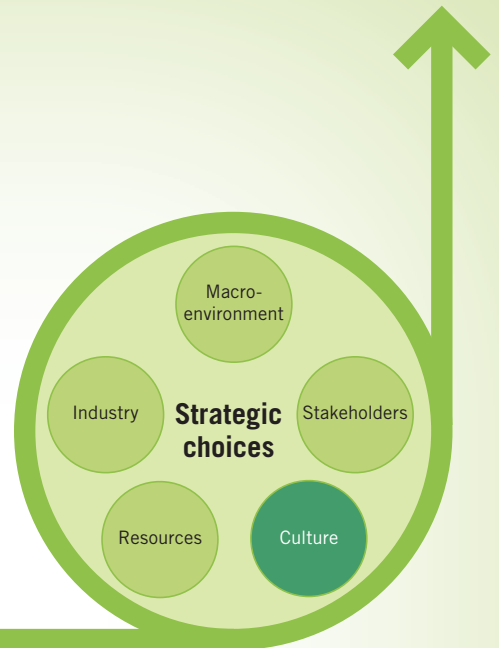 Macro-
environment
Industry
Strategic
choices
Stakeholders
Resources
Culture